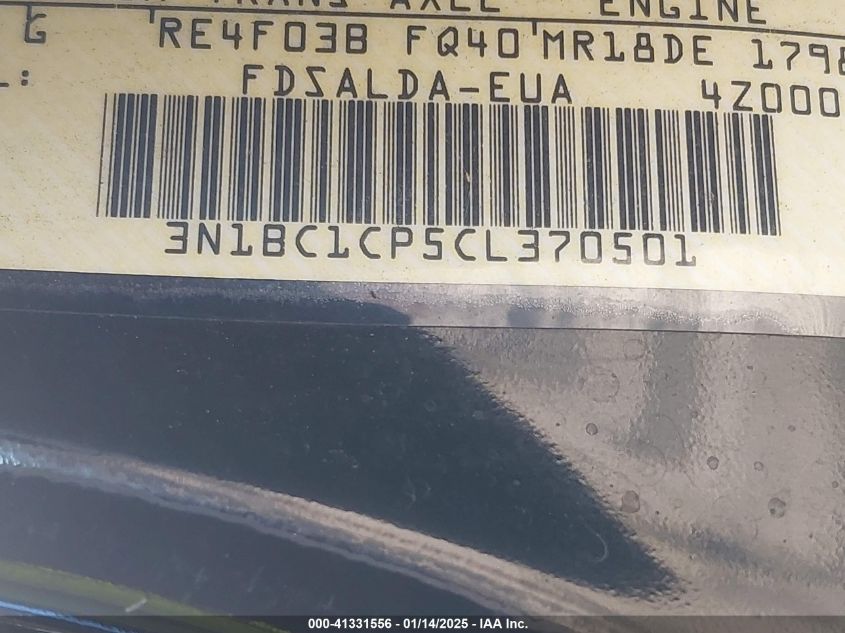 TRANS AXLE ENGINE
G RE4F03B FQ40 MR18DE 1798
L: FDSALDA-EUA 4Z000
3N1BC1CP5CL370501
000-41331556 - 01/14/2025 - IAA Inc.